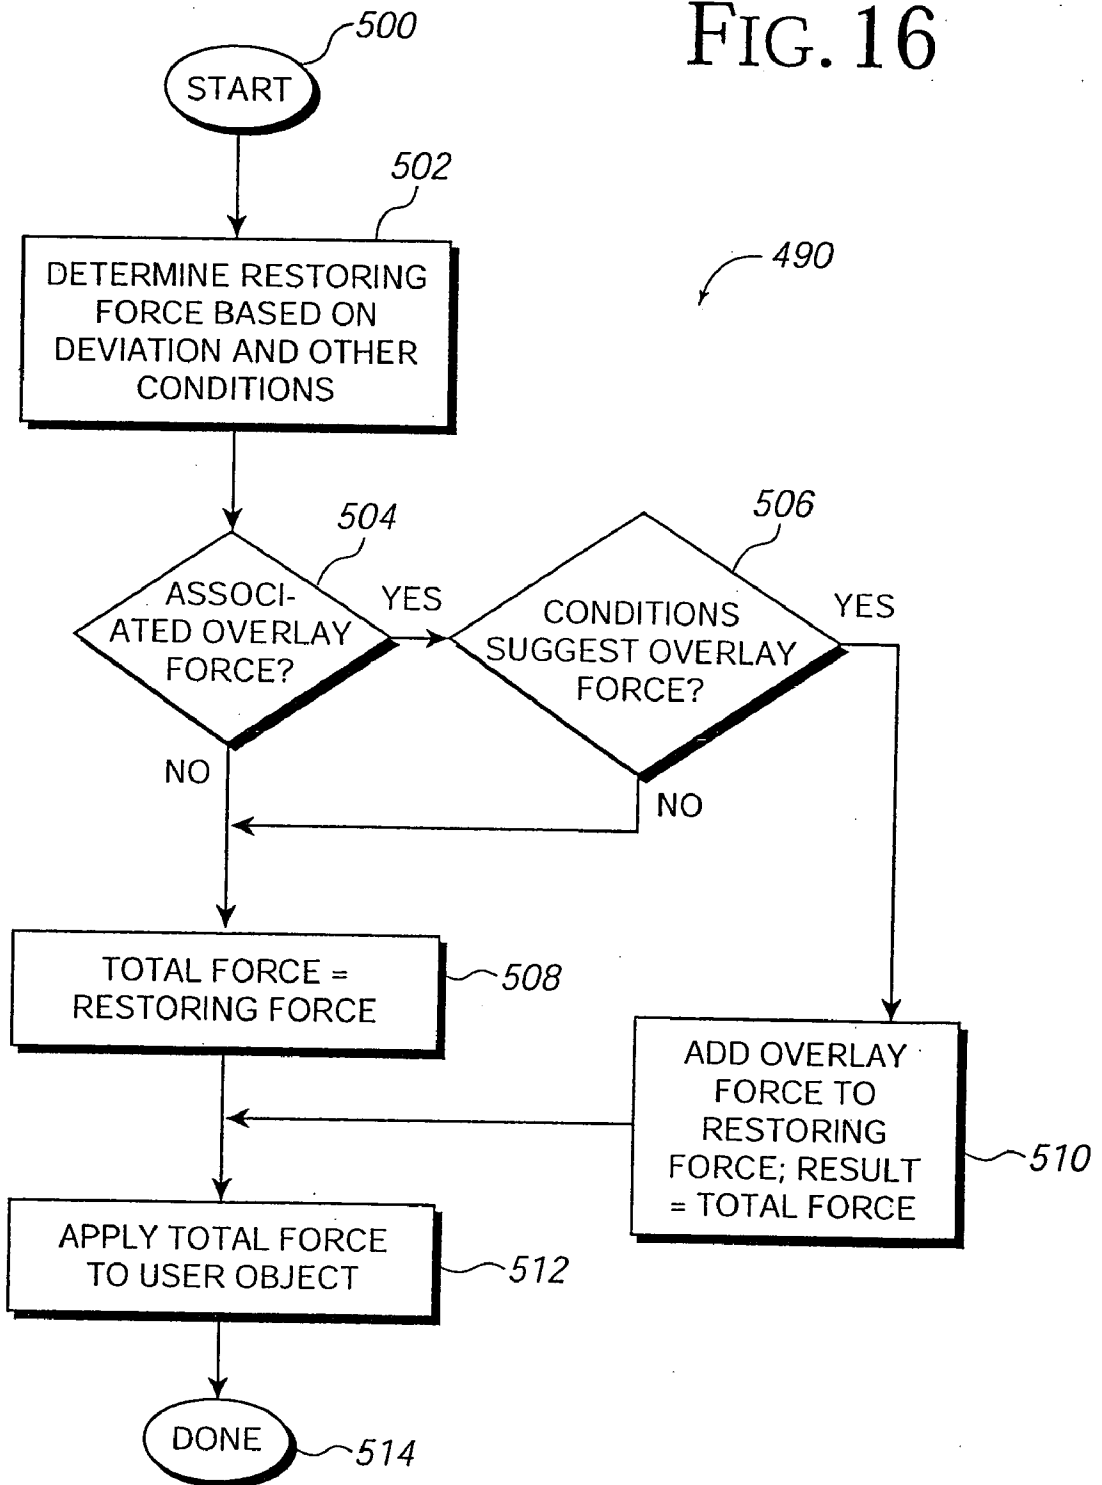 FIG. 16
500
START
502
490
DETERMINE RESTORING
FORCE BASED ON
DEVIATION AND OTHER
CONDITIONS
504
506
ASSOCI-
ATED OVERLAY
FORCE?
YES
CONDITIONS
SUGGEST OVERLAY
FORCE?
YES
NO
NO
TOTAL FORCE =
RESTORING FORCE
508
ADD OVERLAY
FORCE TO
RESTORING
FORCE; RESULT
= TOTAL FORCE
510
APPLY TOTAL FORCE
TO USER OBJECT
512
DONE
514